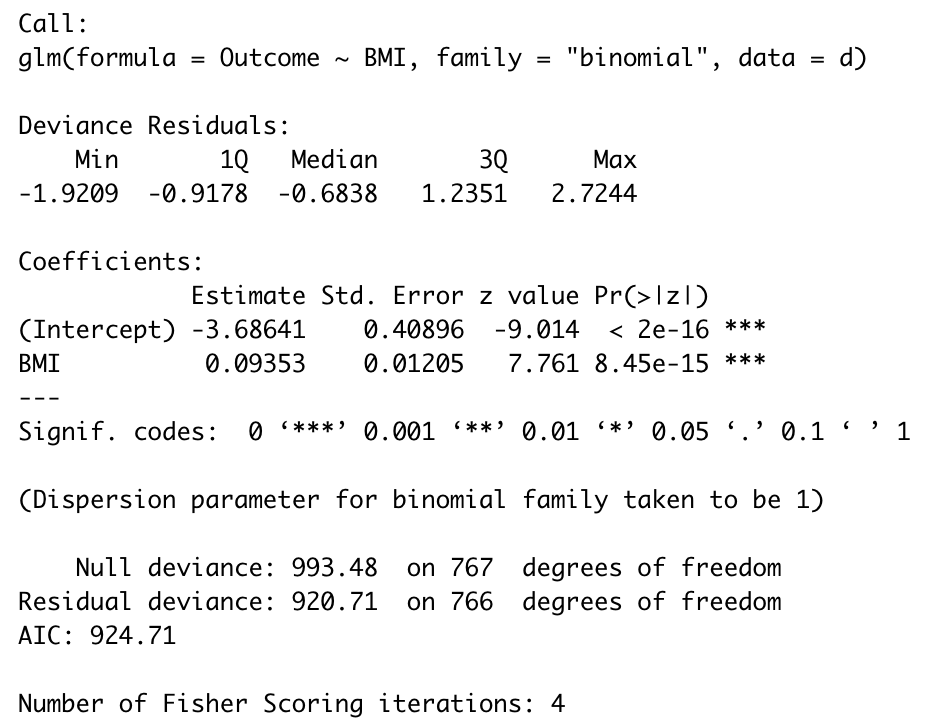 Call:
glm(formula = Outcome ~ BMI, family = "binomial", data = d)
Deviance Residuals:
Min 1Q Median 3Q Max
-1.9209 -0.9178 -0.6838 1.2351 2.7244
Coefficients:
Estimate Std. Error z value Pr(>|z|)
(Intercept) -3.68641 0.40896 -9.014 < 2e-16 ***
BMI 0.09353 0.01205 7.761 8.45e-15 ***
---
Signif. codes: 0 ‘***’ 0.001 ‘**’ 0.01 ‘*’ 0.05 ‘.’ 0.1 ‘ ’ 1
(Dispersion parameter for binomial family taken to be 1)
Null deviance: 993.48 on 767 degrees of freedom
Residual deviance: 920.71 on 766 degrees of freedom
AIC: 924.71
Number of Fisher Scoring iterations: 4